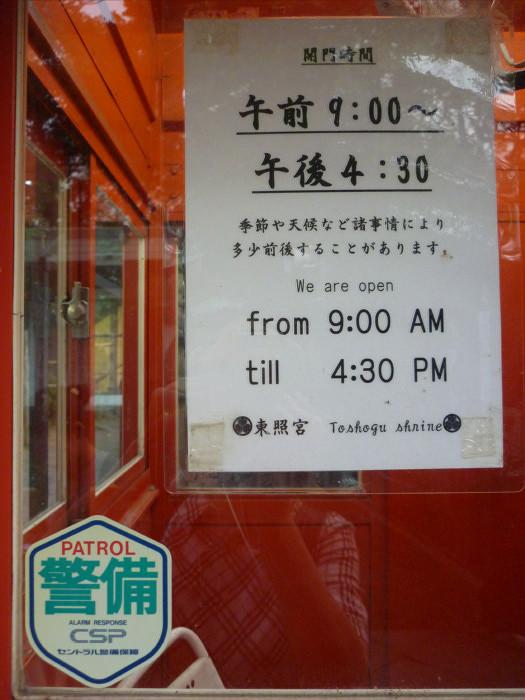 開門時間
午前9:00～
午後4:30
季節や天候など諸事情により
多少前後することがあります。
We are open
from 9:00 AM
till 4:30 PM
東照宮 Toshogu shrine
PATROL
警備
ALARM RESPONSE
CSP
セントラル警備保障